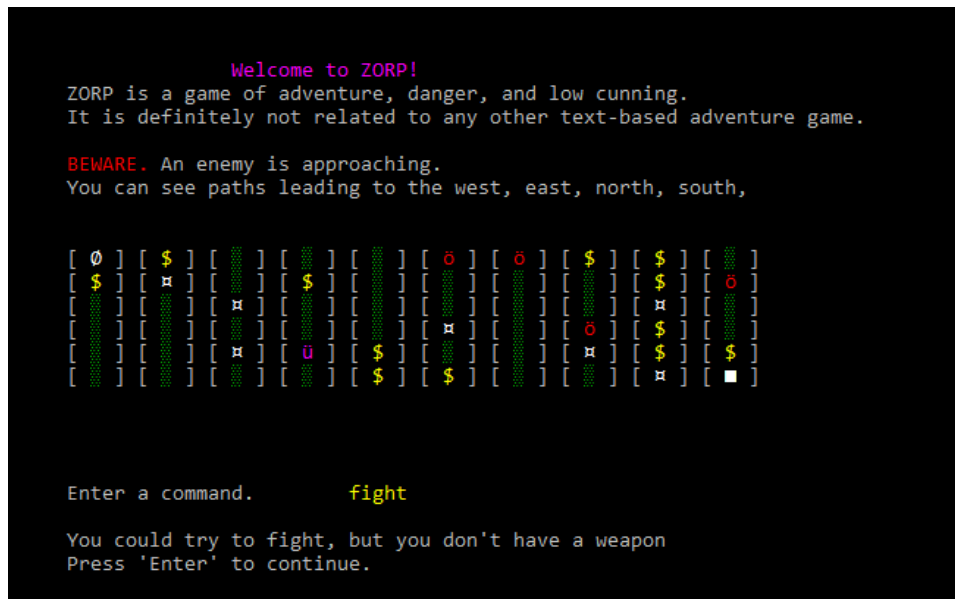 Welcome to ZORP!
ZORP is a game of adventure, danger, and low cunning.
It is definitely not related to any other text-based adventure game.
BEWARE. An enemy is approaching.
You can see paths leading to the west, east, north, south,
[ Ø ] [ $ ] [ ▒ ] [ ▒ ] [ ▒ ] [ ö ] [ ö ] [ $ ] [ $ ] [ ▒ ]
[ $ ] [ ¤ ] [ ▒ ] [ $ ] [ ▒ ] [ ▒ ] [ ▒ ] [ ▒ ] [ $ ] [ ö ]
[ ▒ ] [ ▒ ] [ ¤ ] [ ▒ ] [ ▒ ] [ ▒ ] [ ▒ ] [ ▒ ] [ ¤ ] [ ▒ ]
[ ▒ ] [ ▒ ] [ ▒ ] [ ▒ ] [ ▒ ] [ ¤ ] [ ▒ ] [ ö ] [ $ ] [ ▒ ]
[ ▒ ] [ ▒ ] [ ¤ ] [ ü ] [ $ ] [ ▒ ] [ ▒ ] [ ¤ ] [ $ ] [ $ ]
[ ▒ ] [ ▒ ] [ ▒ ] [ ▒ ] [ $ ] [ $ ] [ ▒ ] [ ▒ ] [ ¤ ] [ ■ ]
Enter a command. fight
You could try to fight, but you don't have a weapon
Press 'Enter' to continue.